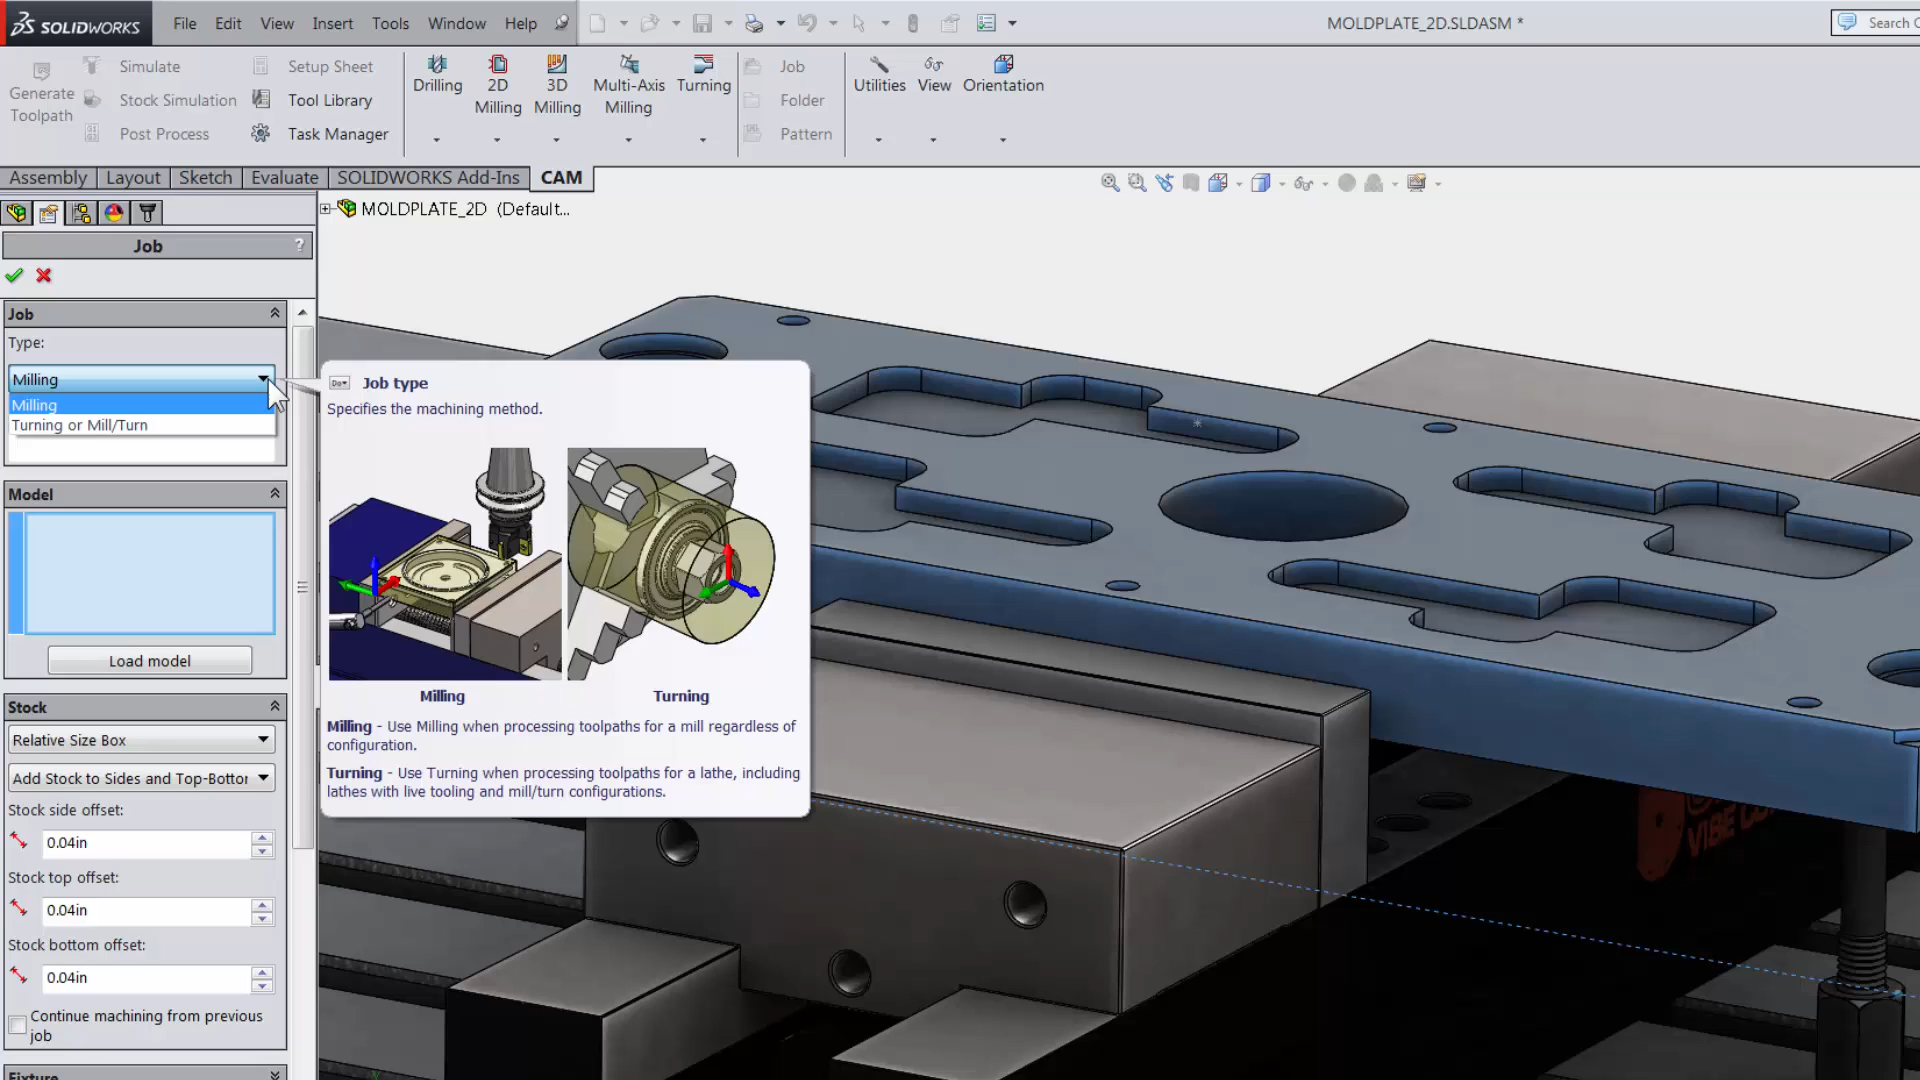 SOLIDWORKS File Edit View Insert Tools Window Help MOLDPLATE_2D.SLDASM * Search
Generate Toolpath
Simulate
Stock Simulation
Post Process
Setup Sheet
Tool Library
Task Manager
Drilling
2D Milling
3D Milling
Multi-Axis Milling
Turning
Job
Folder
Pattern
Utilities
View
Orientation
Assembly Layout Sketch Evaluate SOLIDWORKS Add-Ins CAM
MOLDPLATE_2D (Default...
Job ?
Job
Type:
Milling
Milling
Turning or Mill/Turn
Model
Load model
Stock
Relative Size Box
Add Stock to Sides and Top-Bottor
Stock side offset:
0.04in
Stock top offset:
0.04in
Stock bottom offset:
0.04in
Continue machining from previous
job
Fixture
Job type
Specifies the machining method.
Milling Turning
Milling - Use Milling when processing toolpaths for a mill regardless of
configuration.
Turning - Use Turning when processing toolpaths for a lathe, including
lathes with live tooling and mill/turn configurations.